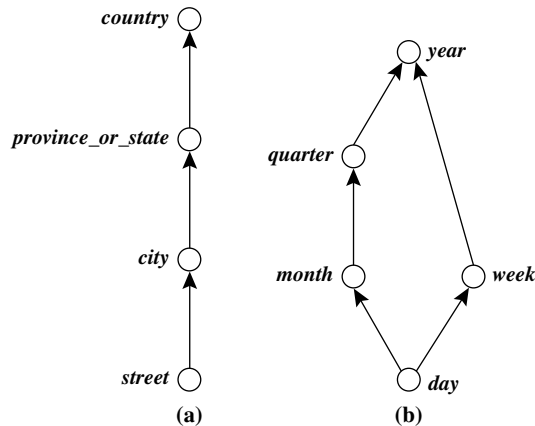 country
province_or_state
city
street
(a)
year
quarter
month
week
day
(b)